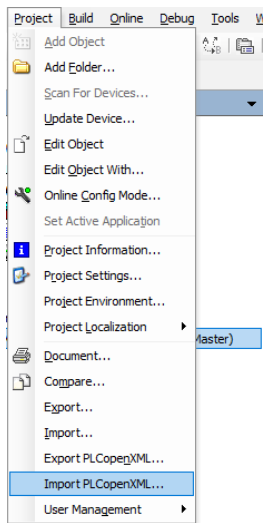 Project Build Online Debug Tools
Add Object
Add Folder...
Scan For Devices...
Update Device...
Edit Object
Edit Object With...
Online Config Mode...
Set Active Application
Project Information...
Project Settings...
Project Environment...
Project Localization
Master)
Document...
Compare...
Export...
Import...
Export PLCopenXML...
Import PLCopenXML...
User Management